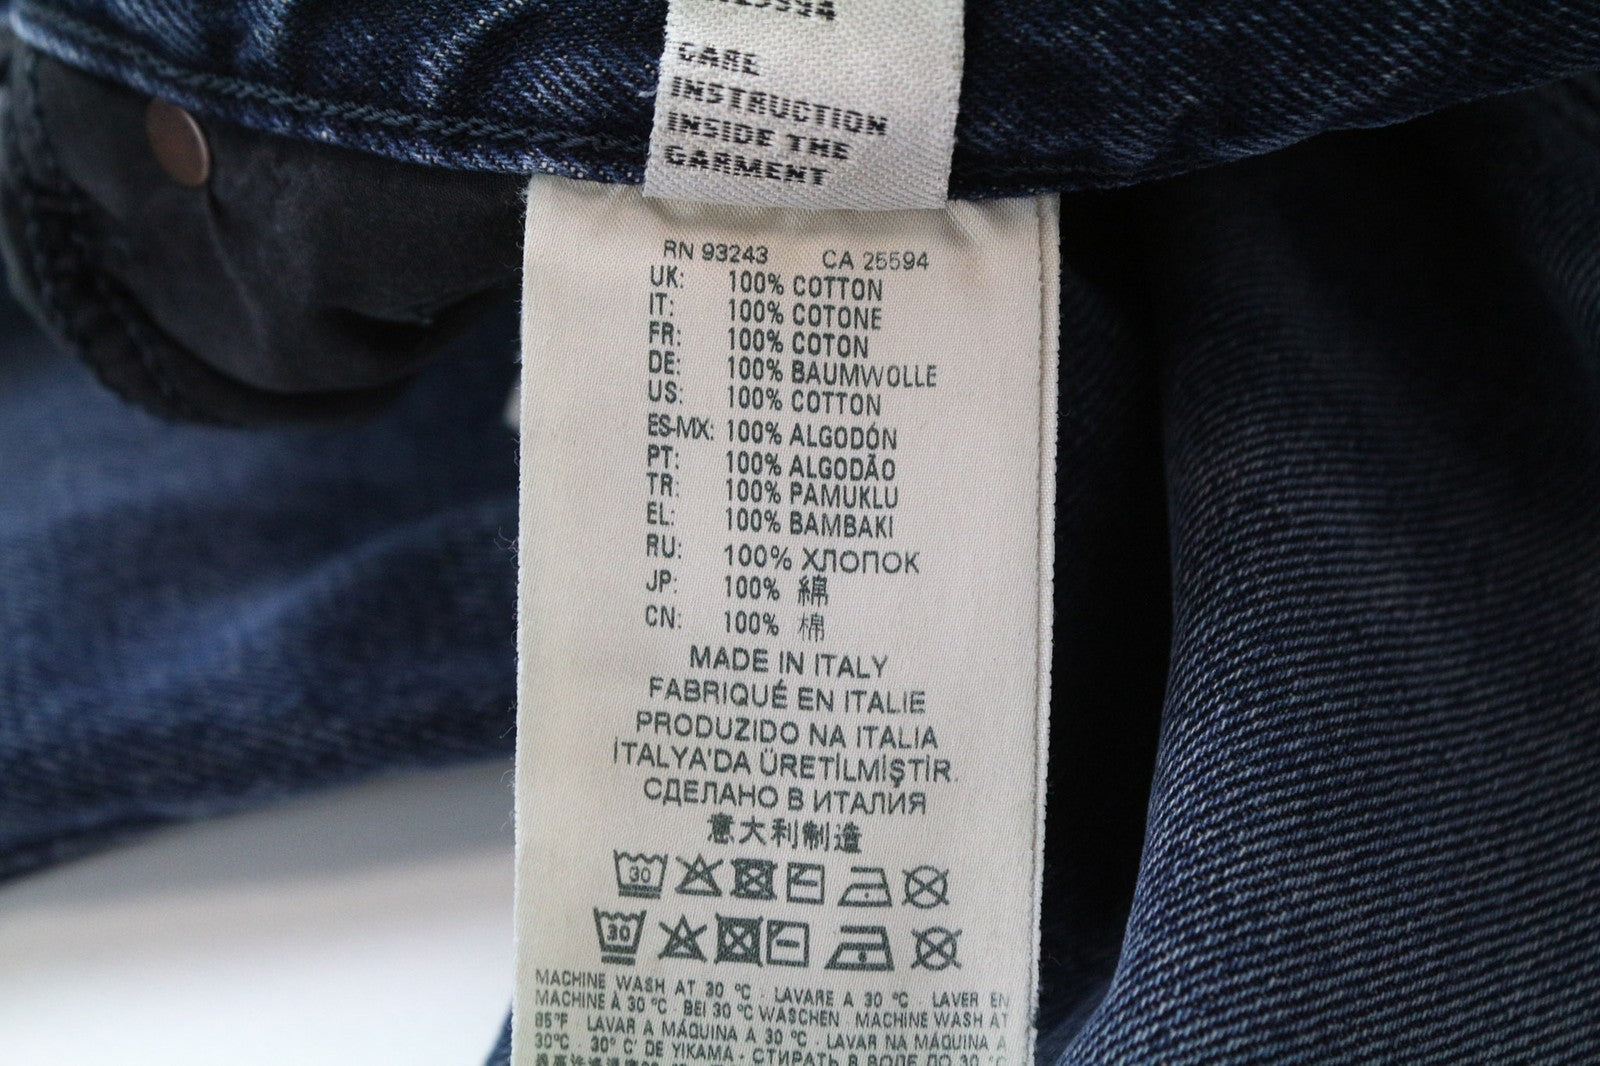 CARE
INSTRUCTION
INSIDE THE
GARMENT
RN 93243 CA 25594
UK: 100% COTTON
IT: 100% COTONE
FR: 100% COTON
DE: 100% BAUMWOLLE
US: 100% COTTON
ES-MX: 100% ALGODÓN
PT: 100% ALGODÃO
TR: 100% PAMUKLU
EL: 100% BAMBAKI
RU: 100% ХЛОПОК
JP: 100% 綿
CN: 100% 棉
MADE IN ITALY
FABRIQUÉ EN ITALIE
PRODUZIDO NA ITALIA
İTALYA'DA ÜRETİLMİŞTİR.
СДЕЛАНО В ИТАЛИЯ
意大利制造
30
30
MACHINE WASH AT 30 °C . LAVARE A 30 °C . LAVER EN
MACHINE À 30 °C . BEI 30 °C WASCHEN . MACHINE WASH AT
85°F . LAVAR A MÁQUINA A 30 °C . LAVAR NA MÁQUINA A
30°C . 30° C' DE YIKAMA - СТИРАТЬ В ВОДЕ ДО 30 °C